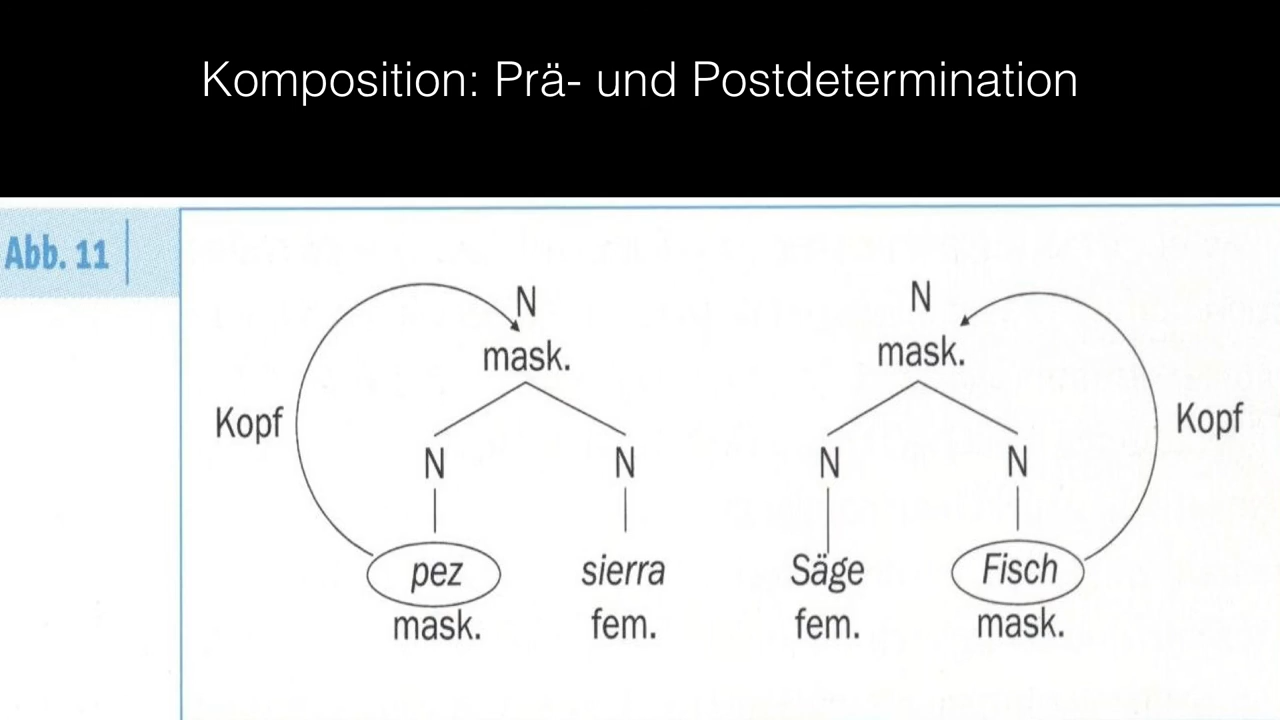 Komposition: Prä- und Postdetermination
Abb. 11
N N
mask. mask.
Kopf Kopf
N N N N
pez sierra Säge Fisch
mask. fem. fem. mask.